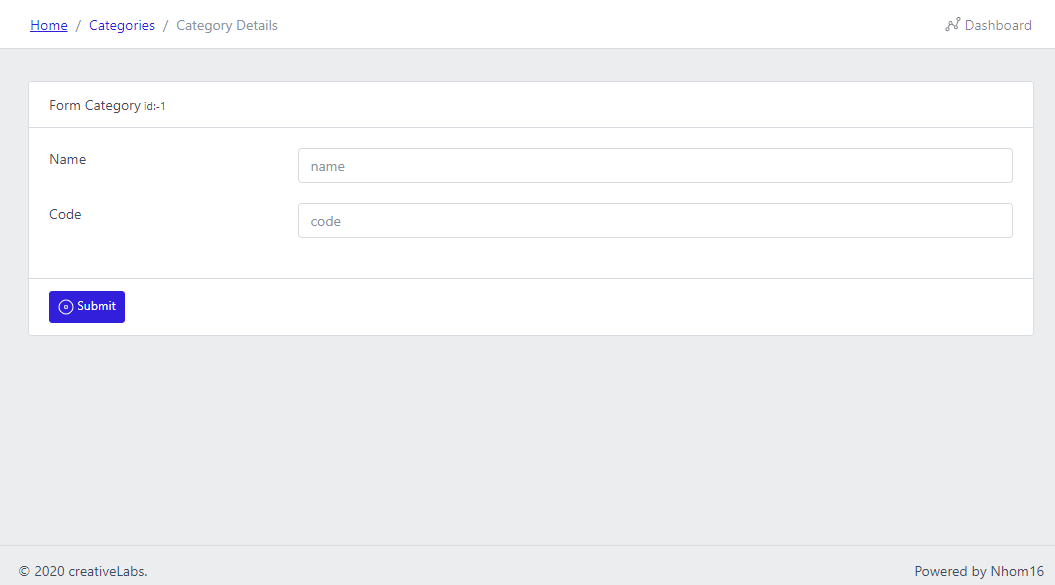 Home / Categories / Category Details
Dashboard
Form Category id:-1
Name
name
Code
code
Submit
© 2020 creativeLabs.
Powered by Nhom16